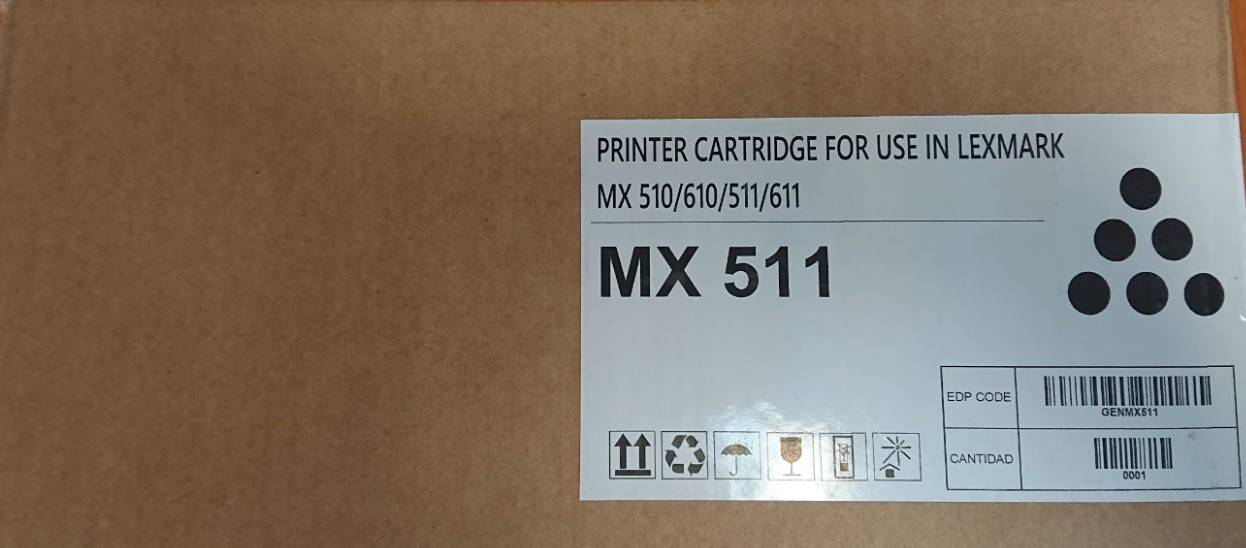 PRINTER CARTRIDGE FOR USE IN LEXMARK
MX 510/610/511/611
MX 511
EDP CODE
GENMX511
CANTIDAD
0001